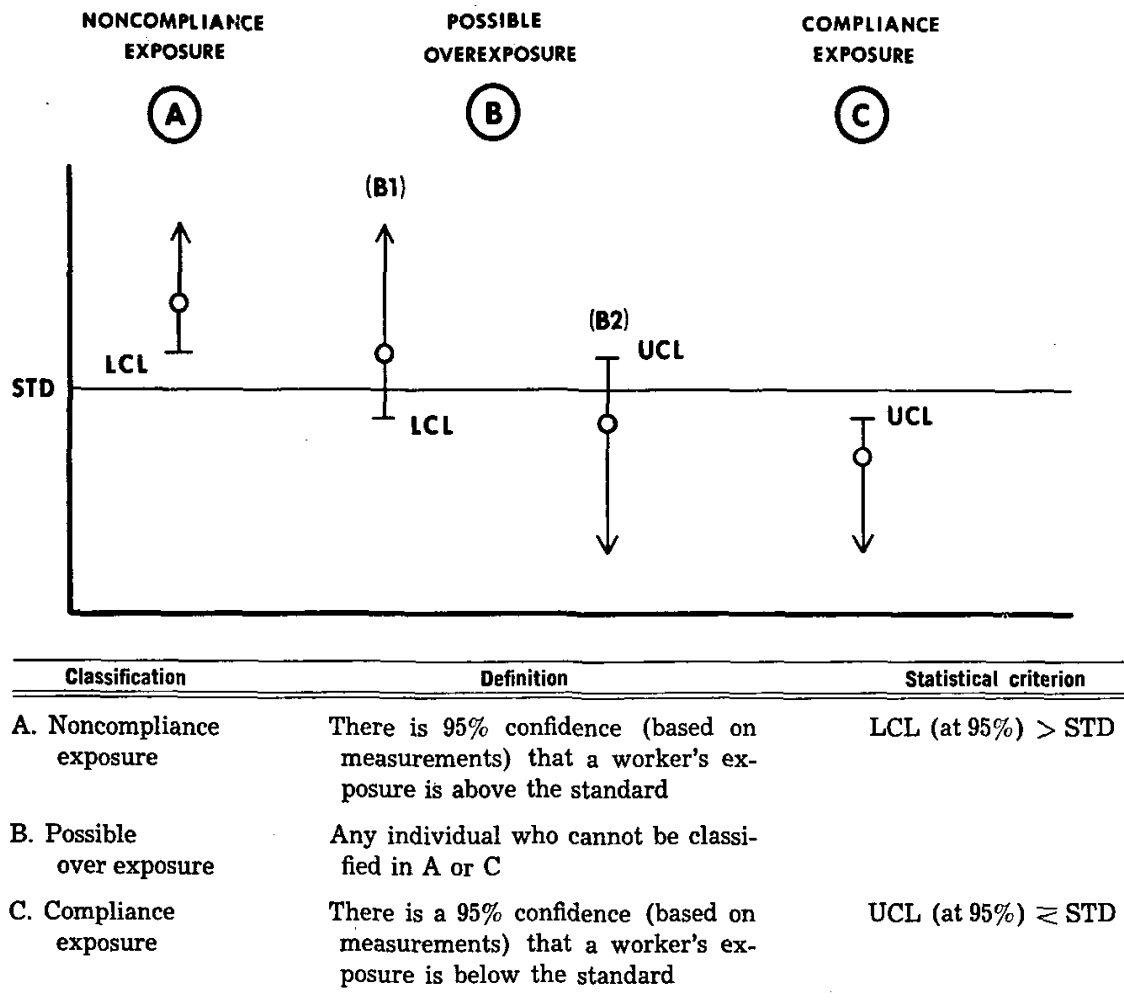 NONCOMPLIANCE EXPOSURE
POSSIBLE OVEREXPOSURE
COMPLIANCE EXPOSURE
A
B
C
(B1)
(B2)
LCL
UCL
STD
LCL
UCL
Classification Definition Statistical criterion
A. Noncompliance There is 95% confidence (based on LCL (at 95%) > STD
exposure measurements) that a worker's ex-
posure is above the standard
B. Possible Any individual who cannot be classi-
over exposure fied in A or C
C. Compliance There is a 95% confidence (based on UCL (at 95%) ≷ STD
exposure measurements) that a worker's ex-
posure is below the standard